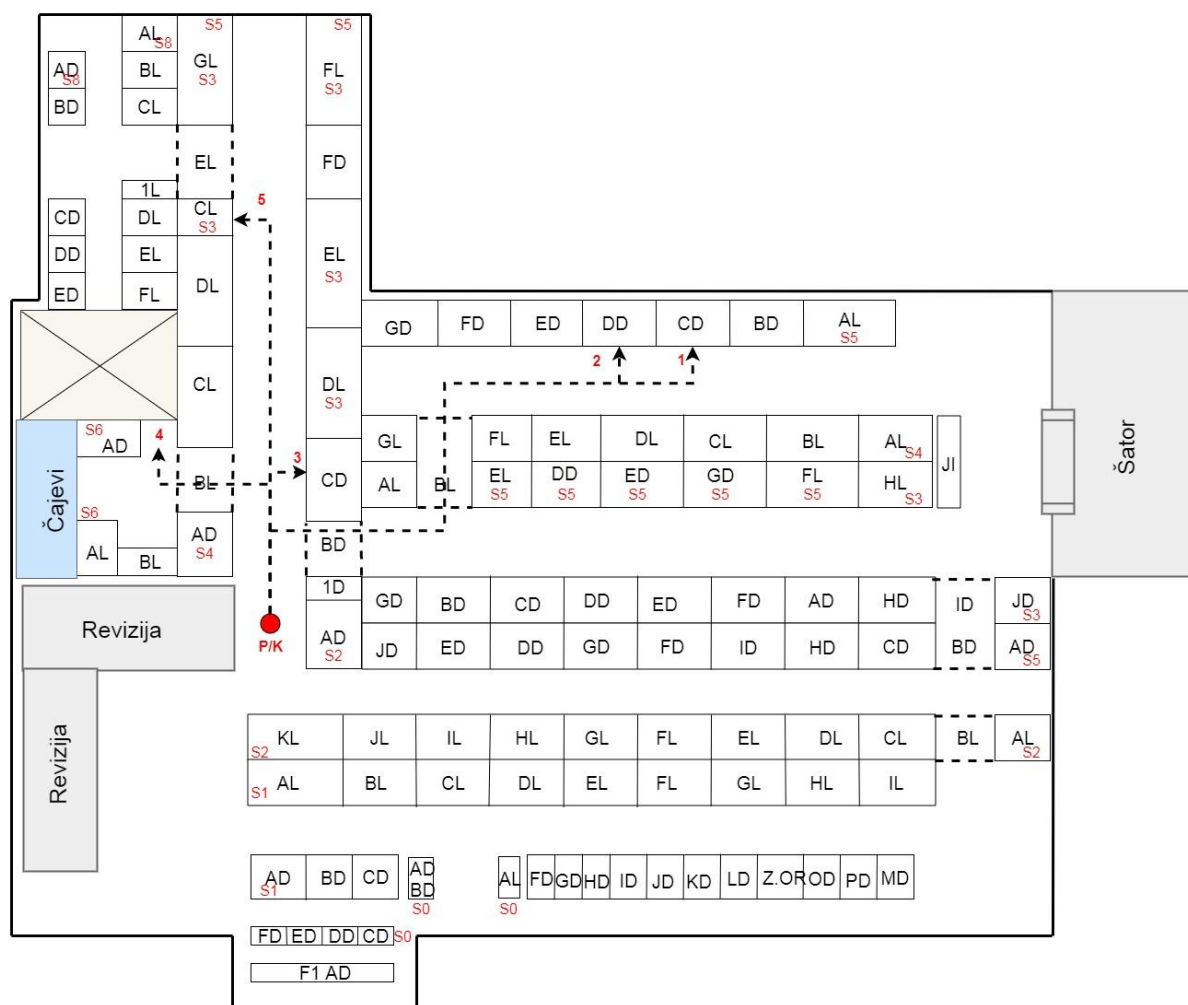 S5 S5
AL S8
GL S3
FL S3
AD S8
BL
BD
CL
EL
FD
1L
5
CD
DL
CL S3
EL S3
DD
EL
DL
ED
FL
GD FD ED DD CD BD AL S5
2 1
CL
DL S3
S6 AD
4
3
CD
GL
FL EL DL CL BL AL S4
BL
AL BL
EL S5 DD S5 ED S5 GD S5 FL S5 HL S3
JI
Šator
Čajevi
S6
AL
BL
AD S4
BD
1D
GD BD CD DD ED FD AD HD ID JD S3
Revizija
P/K
AD S2
JD ED DD GD FD ID HD CD BD AD S5
Revizija
S2 KL JL IL HL GL FL EL DL CL BL AL S2
S1 AL BL CL DL EL FL GL HL IL
AD S1
BD CD
AD
BD
S0
AL
S0
FD GD HD ID JD KD LD Z.OR OD PD MD
FD ED DD CD S0
F1 AD